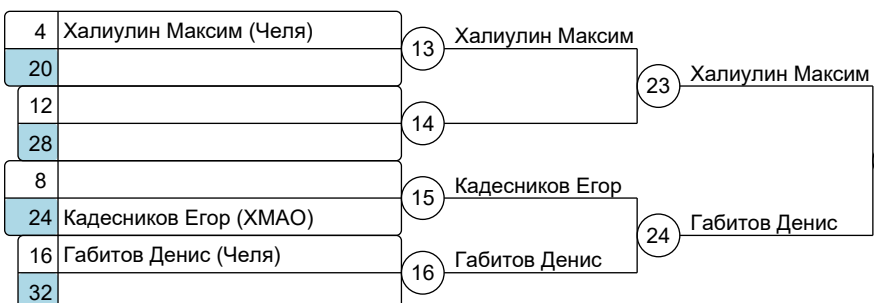 4 Халиулин Максим (Челя)
20
12
28
8
24 Кадесников Егор (ХМАО)
16 Габитов Денис (Челя)
32
13 Халиулин Максим
14
15 Кадесников Егор
16 Габитов Денис
23 Халиулин Максим
24 Габитов Денис